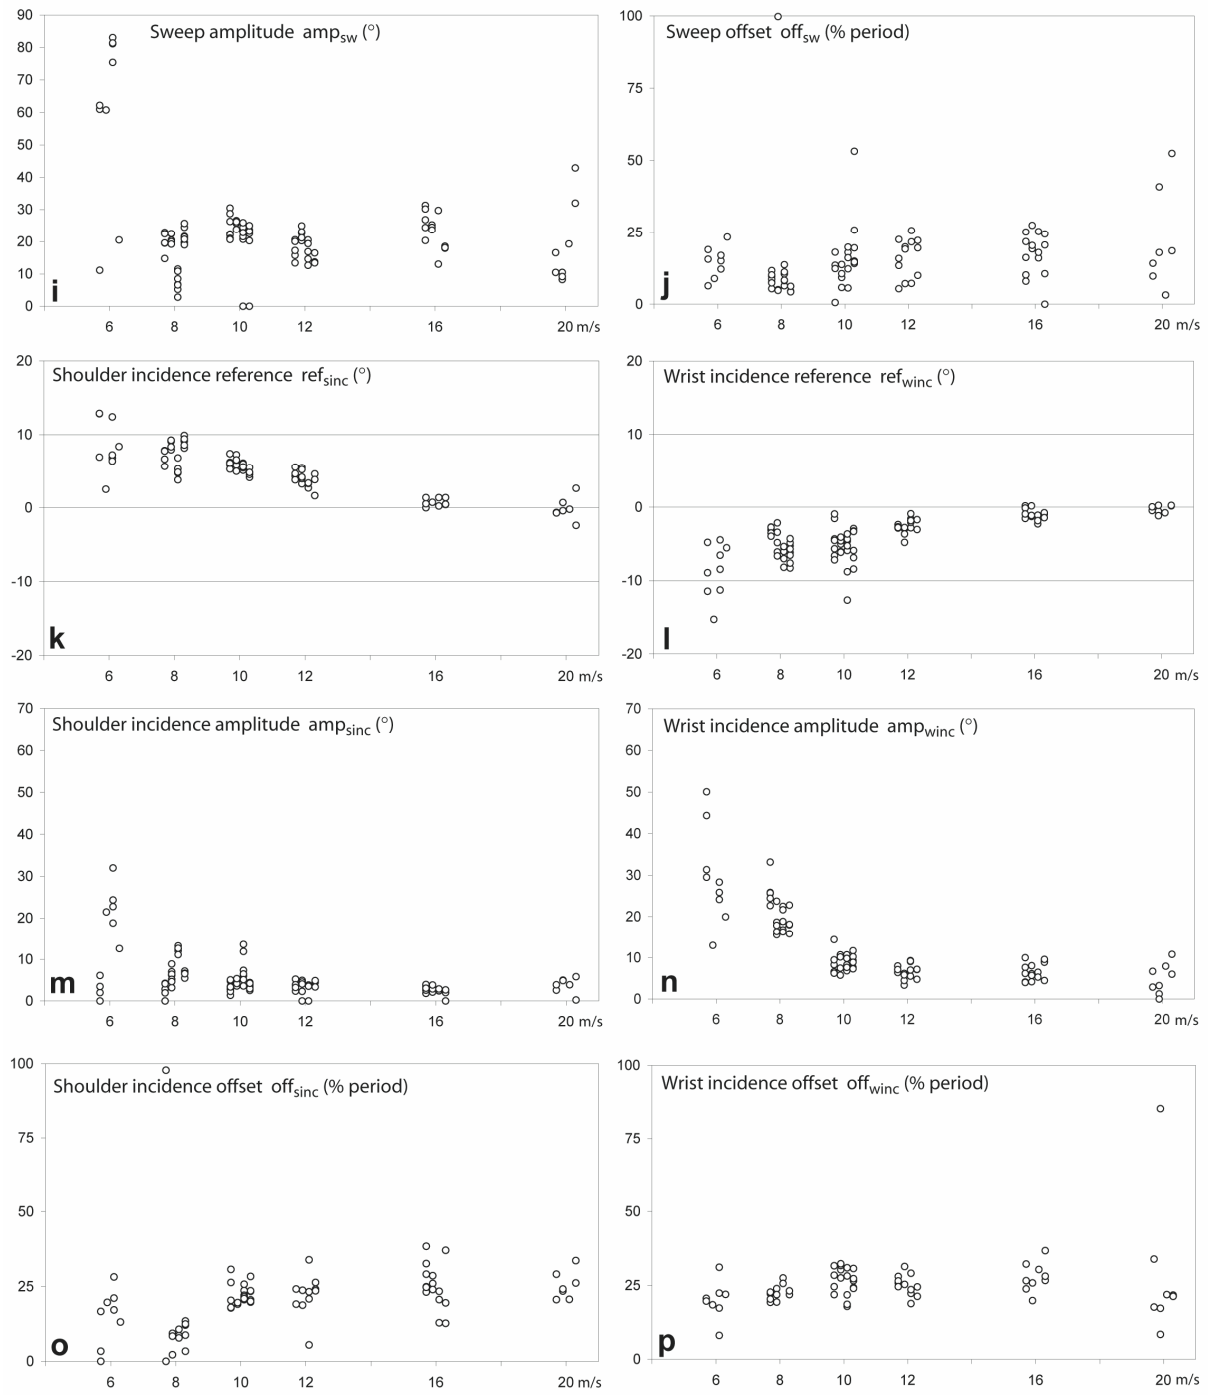 Sweep amplitude amp_sw (°)
90
80
70
60
50
40
30
20
10
0
i
6 8 10 12 16 20 m/s
Sweep offset off_sw (% period)
100
75
50
25
0
j
6 8 10 12 16 20 m/s
Shoulder incidence reference ref_sinc (°)
20
10
0
-10
-20
k
6 8 10 12 16 20 m/s
Wrist incidence reference ref_winc (°)
20
10
0
-10
-20
l
6 8 10 12 16 20 m/s
Shoulder incidence amplitude amp_sinc (°)
70
60
50
40
30
20
10
0
m
6 8 10 12 16 20 m/s
Wrist incidence amplitude amp_winc (°)
70
60
50
40
30
20
10
0
n
6 8 10 12 16 20 m/s
Shoulder incidence offset off_sinc (% period)
100
75
50
25
0
o
6 8 10 12 16 20 m/s
Wrist incidence offset off_winc (% period)
100
75
50
25
0
p
6 8 10 12 16 20 m/s